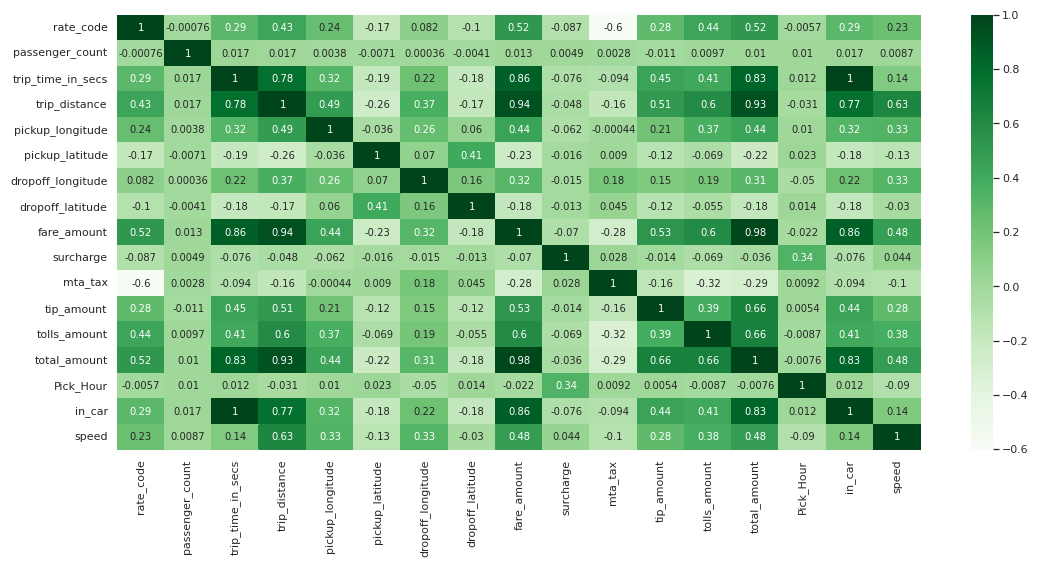 rate_code 1 -0.00076 0.29 0.43 0.24 -0.17 0.082 -0.1 0.52 -0.087 -0.6 0.28 0.44 0.52 -0.0057 0.29 0.23
passenger_count -0.00076 1 0.017 0.017 0.0038 -0.0071 0.00036 -0.0041 0.013 0.0049 0.0028 -0.011 0.0097 0.01 0.01 0.017 0.0087
trip_time_in_secs 0.29 0.017 1 0.78 0.32 -0.19 0.22 -0.18 0.86 -0.076 -0.094 0.45 0.41 0.83 0.012 1 0.14
trip_distance 0.43 0.017 0.78 1 0.49 -0.26 0.37 -0.17 0.94 -0.048 -0.16 0.51 0.6 0.93 -0.031 0.77 0.63
pickup_longitude 0.24 0.0038 0.32 0.49 1 -0.036 0.26 0.06 0.44 -0.062 -0.00044 0.21 0.37 0.44 0.01 0.32 0.33
pickup_latitude -0.17 -0.0071 -0.19 -0.26 -0.036 1 0.07 0.41 -0.23 -0.016 0.009 -0.12 -0.069 -0.22 0.023 -0.18 -0.13
dropoff_longitude 0.082 0.00036 0.22 0.37 0.26 0.07 1 0.16 0.32 -0.015 0.18 0.15 0.19 0.31 -0.05 0.22 0.33
dropoff_latitude -0.1 -0.0041 -0.18 -0.17 0.06 0.41 0.16 1 -0.18 -0.013 0.045 -0.12 -0.055 -0.18 0.014 -0.18 -0.03
fare_amount 0.52 0.013 0.86 0.94 0.44 -0.23 0.32 -0.18 1 -0.07 -0.28 0.53 0.6 0.98 -0.022 0.86 0.48
surcharge -0.087 0.0049 -0.076 -0.048 -0.062 -0.016 -0.015 -0.013 -0.07 1 0.028 -0.014 -0.069 -0.036 0.34 -0.076 0.044
mta_tax -0.6 0.0028 -0.094 -0.16 -0.00044 0.009 0.18 0.045 -0.28 0.028 1 -0.16 -0.32 -0.29 0.0092 -0.094 -0.1
tip_amount 0.28 -0.011 0.45 0.51 0.21 -0.12 0.15 -0.12 0.53 -0.014 -0.16 1 0.39 0.66 0.0054 0.44 0.28
tolls_amount 0.44 0.0097 0.41 0.6 0.37 -0.069 0.19 -0.055 0.6 -0.069 -0.32 0.39 1 0.66 -0.0087 0.41 0.38
total_amount 0.52 0.01 0.83 0.93 0.44 -0.22 0.31 -0.18 0.98 -0.036 -0.29 0.66 0.66 1 -0.0076 0.83 0.48
Pick_Hour -0.0057 0.01 0.012 -0.031 0.01 0.023 -0.05 0.014 -0.022 0.34 0.0092 0.0054 -0.0087 -0.0076 1 0.012 -0.09
in_car 0.29 0.017 1 0.77 0.32 -0.18 0.22 -0.18 0.86 -0.076 -0.094 0.44 0.41 0.83 0.012 1 0.14
speed 0.23 0.0087 0.14 0.63 0.33 -0.13 0.33 -0.03 0.48 0.044 -0.1 0.28 0.38 0.48 -0.09 0.14 1
rate_code
passenger_count
trip_time_in_secs
trip_distance
pickup_longitude
pickup_latitude
dropoff_longitude
dropoff_latitude
fare_amount
surcharge
mta_tax
tip_amount
tolls_amount
total_amount
Pick_Hour
in_car
speed
1.0
0.8
0.6
0.4
0.2
0.0
−0.2
−0.4
−0.6